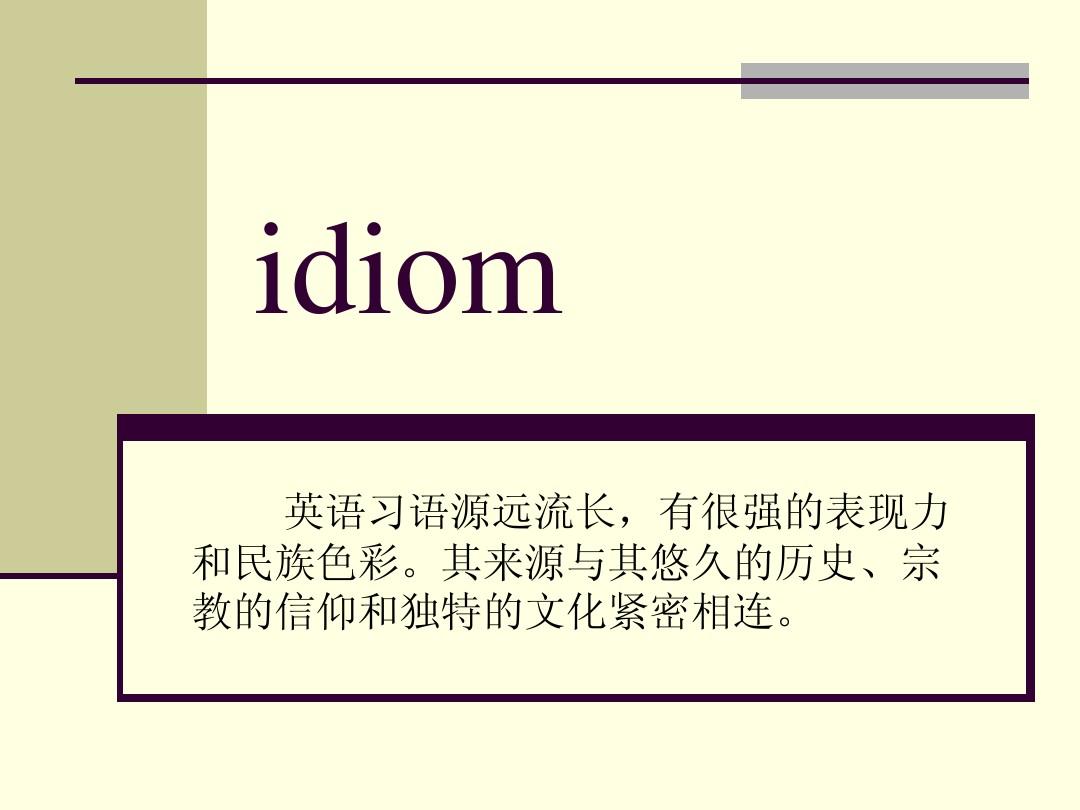 idiom
英语习语源远流长，有很强的表现力
和民族色彩。其来源与其悠久的历史、宗
教的信仰和独特的文化紧密相连。